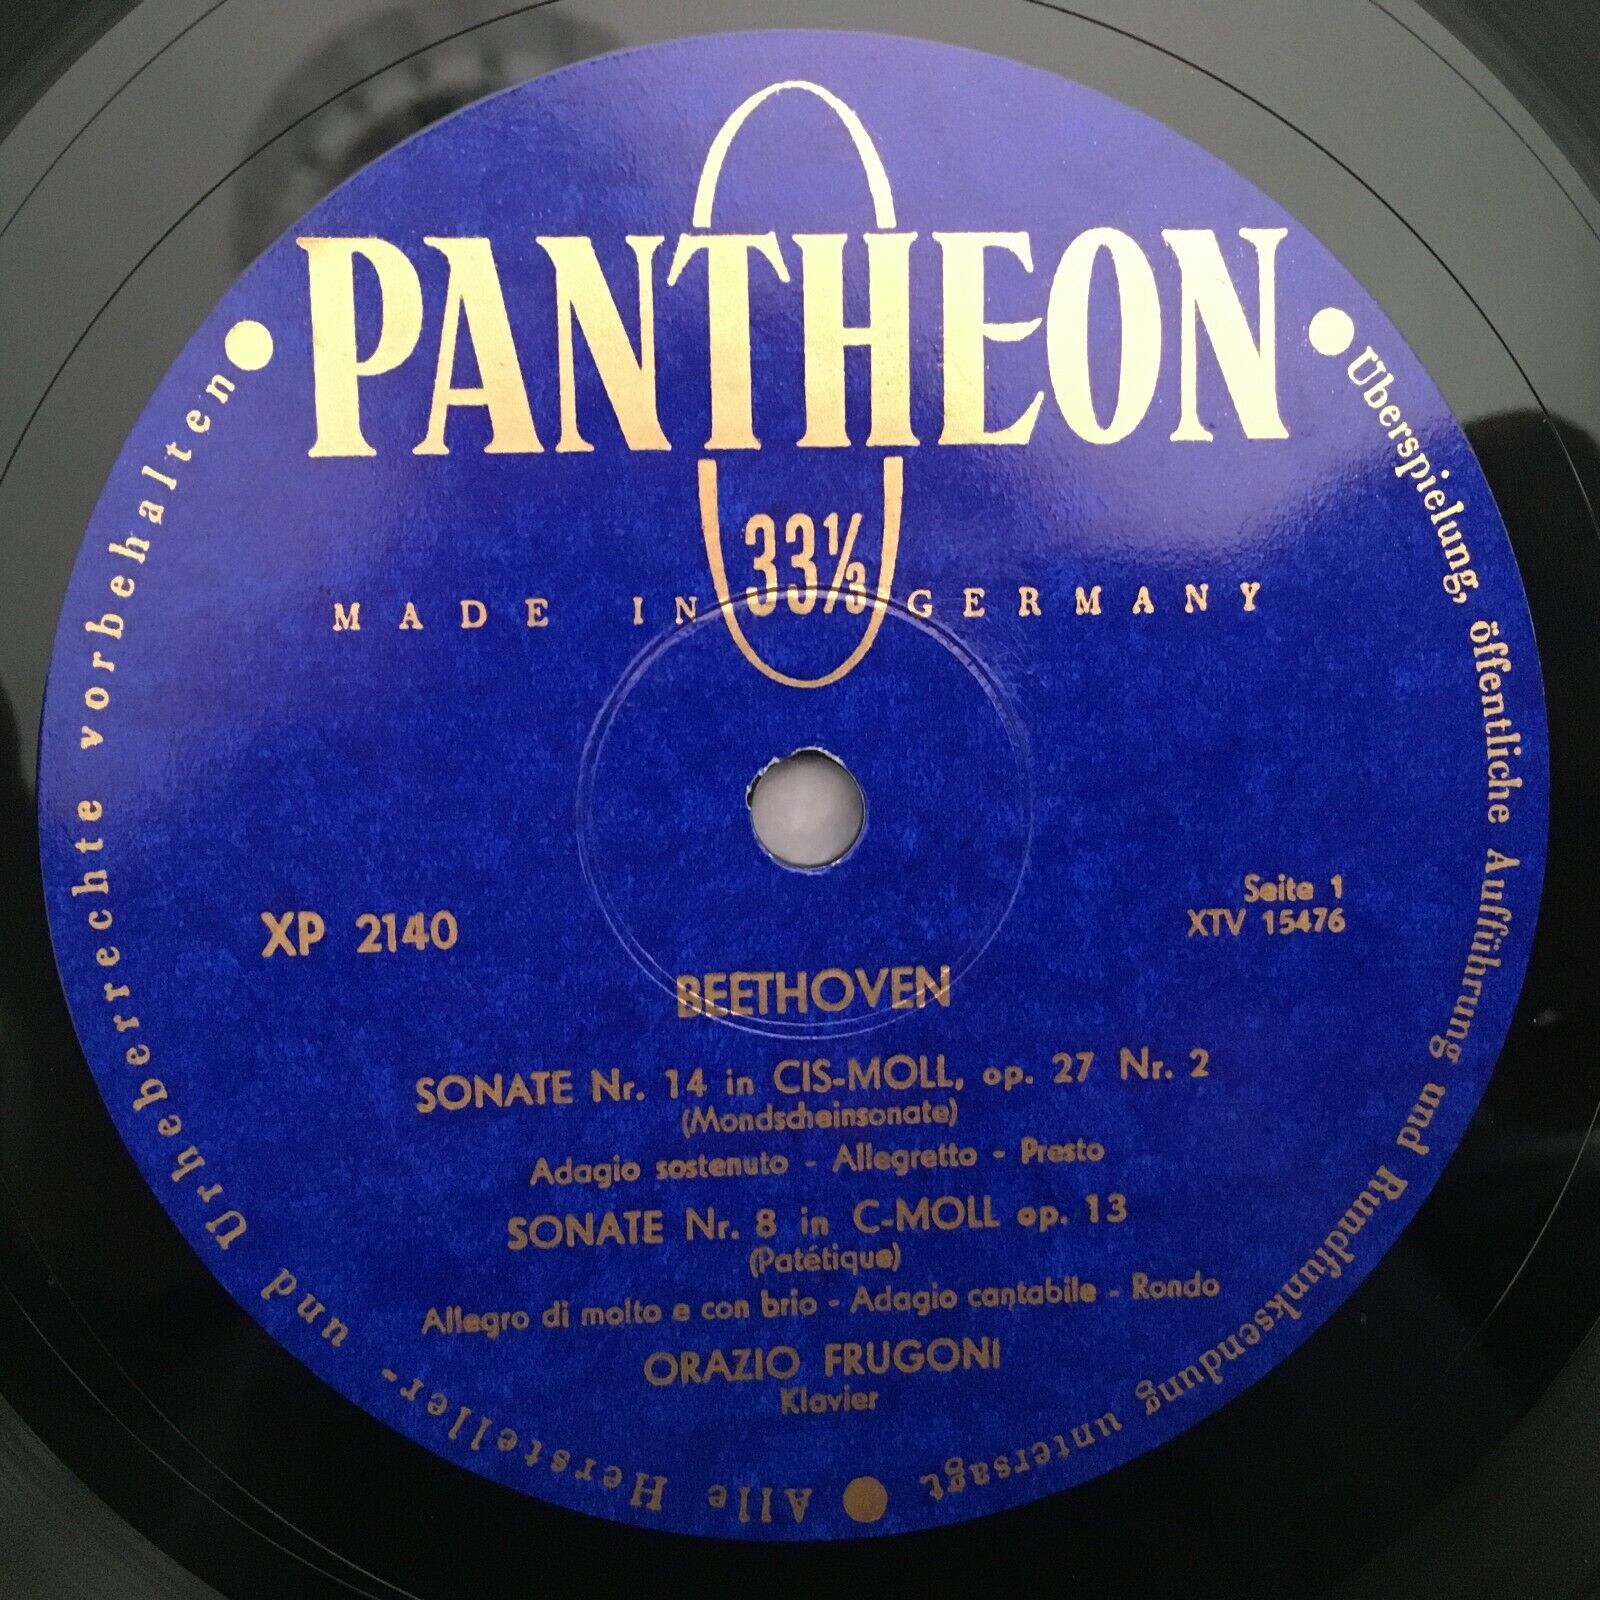 PANTHEON
33⅓
MADE IN GERMANY
XP 2140
Seite 1
XTV 15476
BEETHOVEN
SONATE Nr. 14 in CIS-MOLL, op. 27 Nr. 2
(Mondscheinsonate)
Adagio sostenuto - Allegretto - Presto
SONATE Nr. 8 in C-MOLL op. 13
(Patétique)
Allegro di molto e con brio - Adagio cantabile - Rondo
ORAZIO FRUGONI
Klavier
• Alle Hersteller- und Urheberrechte vorbehalten •
Überspielung, öffentliche Aufführung und Rundfunksendung untersagt